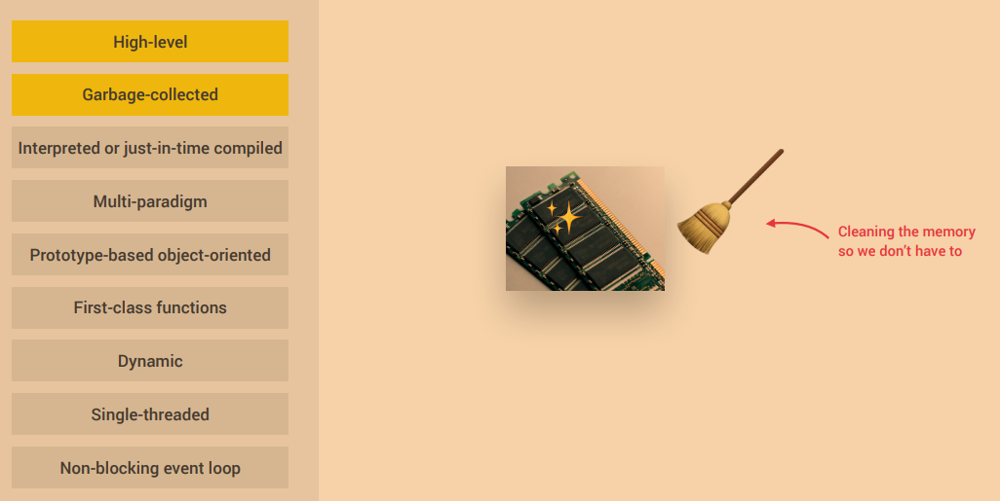 High-level
Garbage-collected
Interpreted or just-in-time compiled
Multi-paradigm
Prototype-based object-oriented
First-class functions
Dynamic
Single-threaded
Non-blocking event loop
Cleaning the memory
so we don't have to